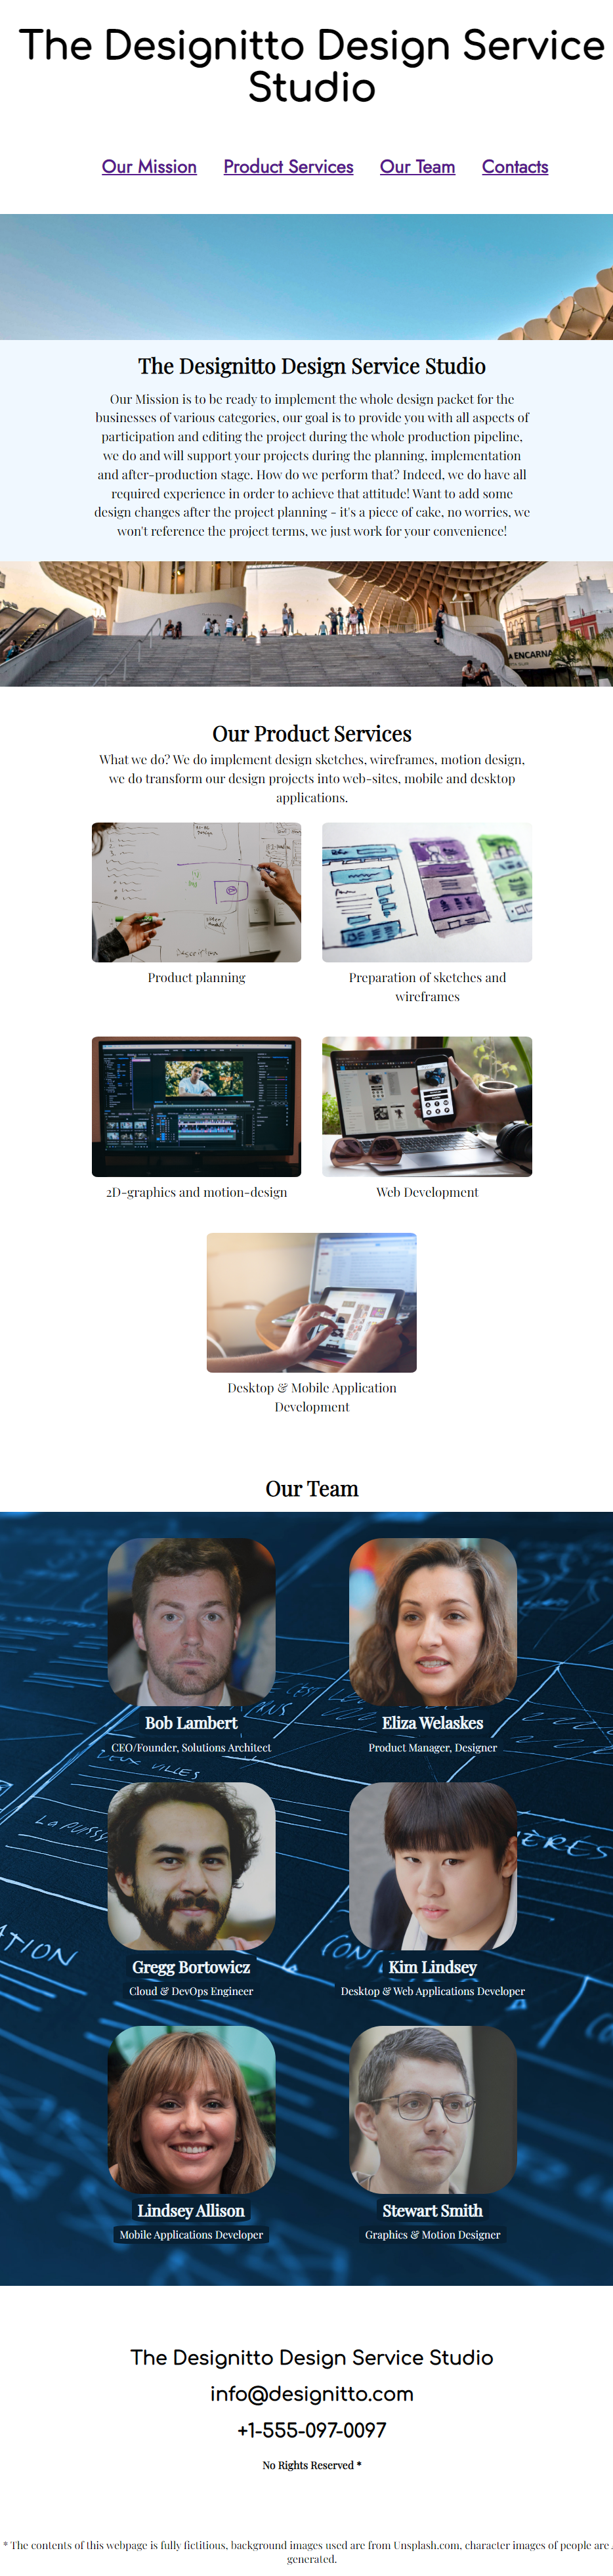 The Designitto Design Service
Studio
Our Mission Product Services Our Team Contacts
The Designitto Design Service Studio
Our Mission is to be ready to implement the whole design packet for the
businesses of various categories, our goal is to provide you with all aspects of
participation and editing the project during the whole production pipeline,
we do and will support your projects during the planning, implementation
and after-production stage. How do we perform that? Indeed, we do have all
required experience in order to achieve that attitude! Want to add some
design changes after the project planning - it's a piece of cake, no worries, we
won't reference the project terms, we just work for your convenience!
ENCARNA
Our Product Services
What we do? We do implement design sketches, wireframes, motion design,
we do transform our design projects into web-sites, mobile and desktop
applications.
Description
Product planning
Preparation of sketches and
wireframes
2D-graphics and motion-design
Web Development
Desktop & Mobile Application
Development
Our Team
Bob Lambert
CEO/Founder, Solutions Architect
Eliza Welaskes
Product Manager, Designer
VILLES
LA
Gregg Bortowicz
Cloud & DevOps Engineer
Kim Lindsey
Desktop & Web Applications Developer
Lindsey Allison
Mobile Applications Developer
Stewart Smith
Graphics & Motion Designer
The Designitto Design Service Studio
info@designitto.com
+1-555-097-0097
No Rights Reserved *
* The contents of this webpage is fully fictitious, background images used are from Unsplash.com, character images of people are
generated.